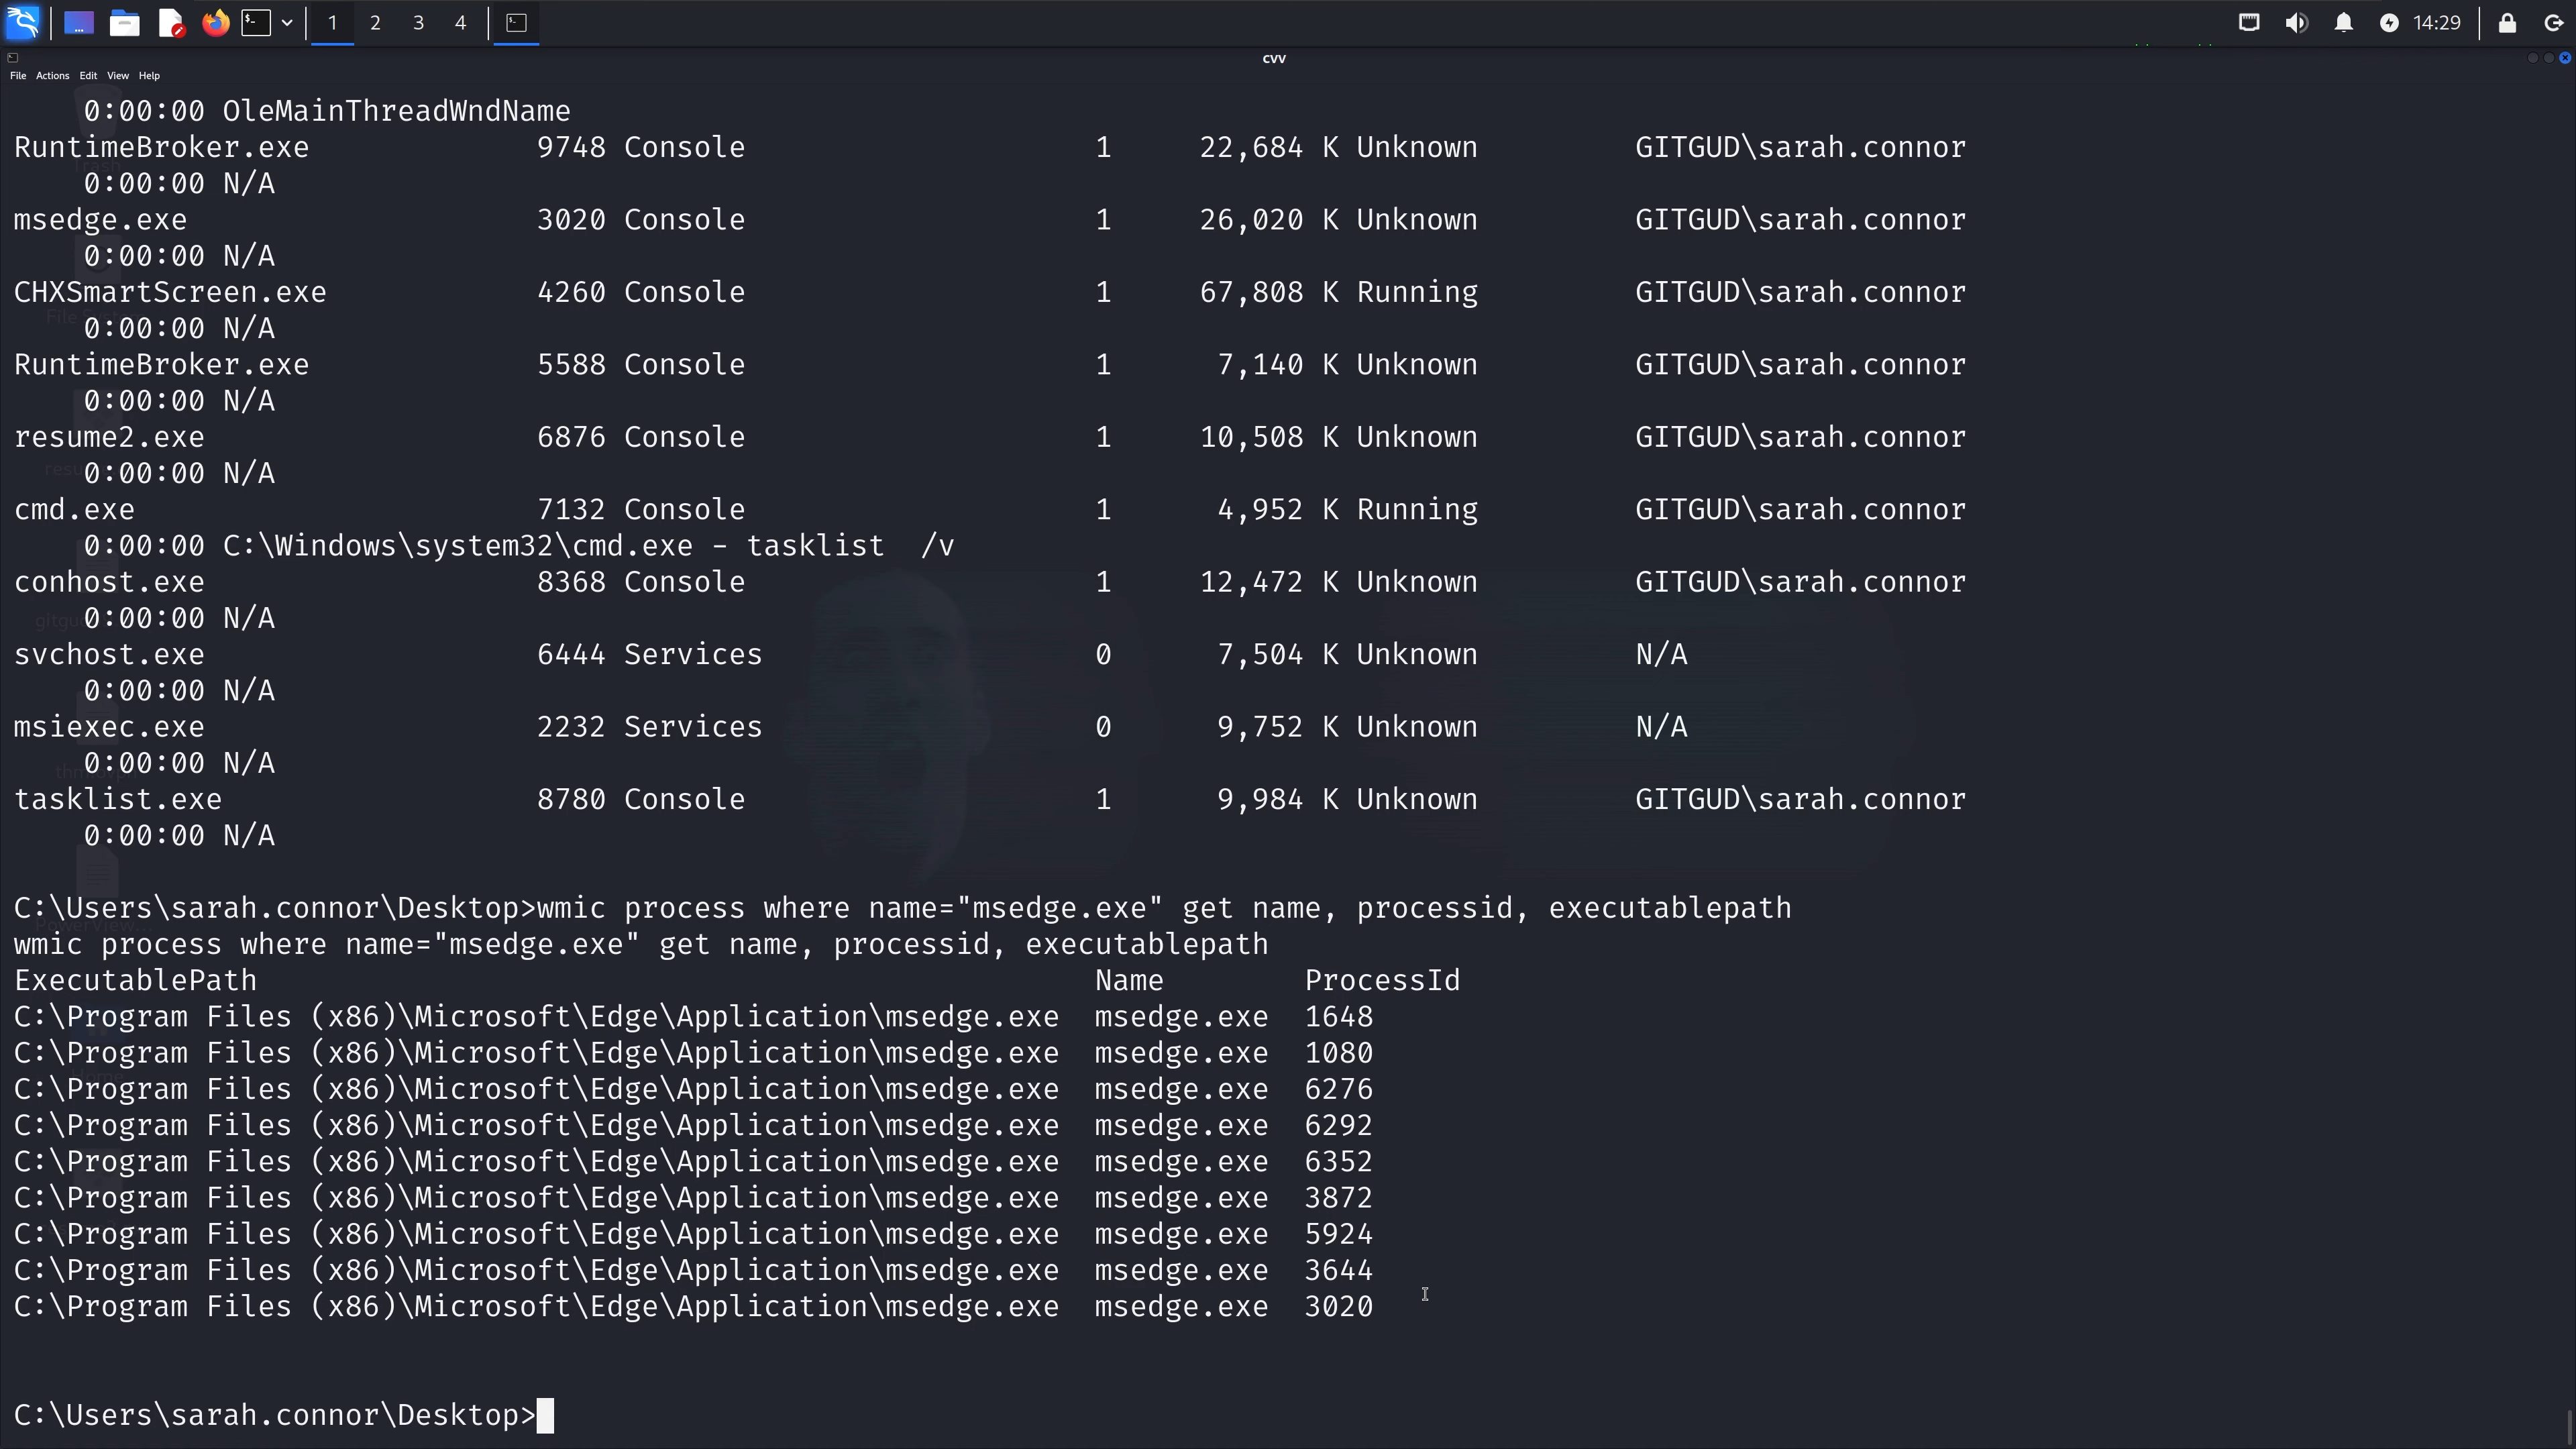 1 2 3 4 14:29
cvv
File Actions Edit View Help
0:00:00 OleMainThreadWndName
RuntimeBroker.exe 9748 Console 1 22,684 K Unknown GITGUD\sarah.connor
0:00:00 N/A
msedge.exe 3020 Console 1 26,020 K Unknown GITGUD\sarah.connor
0:00:00 N/A
CHXSmartScreen.exe 4260 Console 1 67,808 K Running GITGUD\sarah.connor
0:00:00 N/A
RuntimeBroker.exe 5588 Console 1 7,140 K Unknown GITGUD\sarah.connor
0:00:00 N/A
resume2.exe 6876 Console 1 10,508 K Unknown GITGUD\sarah.connor
0:00:00 N/A
cmd.exe 7132 Console 1 4,952 K Running GITGUD\sarah.connor
0:00:00 C:\Windows\system32\cmd.exe - tasklist  /v
conhost.exe 8368 Console 1 12,472 K Unknown GITGUD\sarah.connor
0:00:00 N/A
svchost.exe 6444 Services 0 7,504 K Unknown N/A
0:00:00 N/A
msiexec.exe 2232 Services 0 9,752 K Unknown N/A
0:00:00 N/A
tasklist.exe 8780 Console 1 9,984 K Unknown GITGUD\sarah.connor
0:00:00 N/A
C:\Users\sarah.connor\Desktop>wmic process where name="msedge.exe" get name, processid, executablepath
wmic process where name="msedge.exe" get name, processid, executablepath
ExecutablePath Name ProcessId
C:\Program Files (x86)\Microsoft\Edge\Application\msedge.exe msedge.exe 1648
C:\Program Files (x86)\Microsoft\Edge\Application\msedge.exe msedge.exe 1080
C:\Program Files (x86)\Microsoft\Edge\Application\msedge.exe msedge.exe 6276
C:\Program Files (x86)\Microsoft\Edge\Application\msedge.exe msedge.exe 6292
C:\Program Files (x86)\Microsoft\Edge\Application\msedge.exe msedge.exe 6352
C:\Program Files (x86)\Microsoft\Edge\Application\msedge.exe msedge.exe 3872
C:\Program Files (x86)\Microsoft\Edge\Application\msedge.exe msedge.exe 5924
C:\Program Files (x86)\Microsoft\Edge\Application\msedge.exe msedge.exe 3644
C:\Program Files (x86)\Microsoft\Edge\Application\msedge.exe msedge.exe 3020
C:\Users\sarah.connor\Desktop>